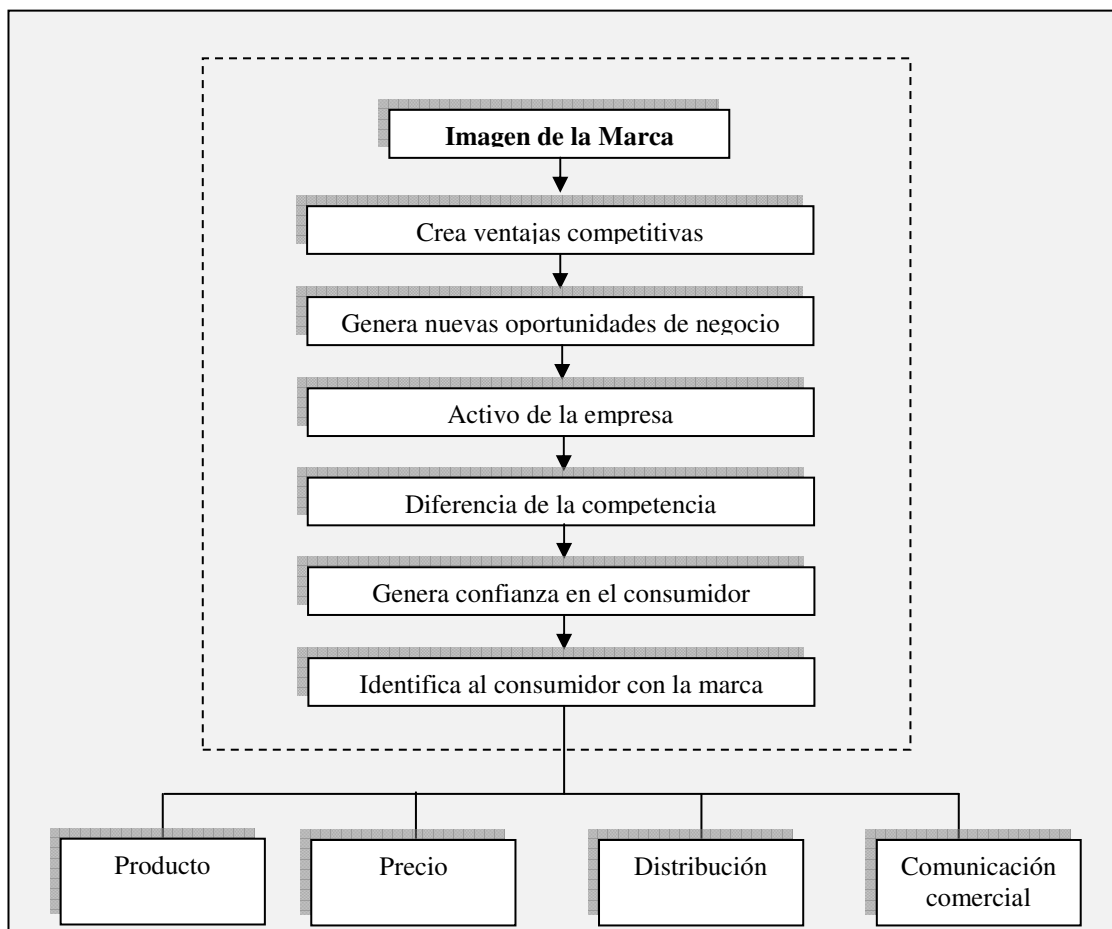 Imagen de la Marca
Crea ventajas competitivas
Genera nuevas oportunidades de negocio
Activo de la empresa
Diferencia de la competencia
Genera confianza en el consumidor
Identifica al consumidor con la marca
Producto
Precio
Distribución
Comunicación
comercial